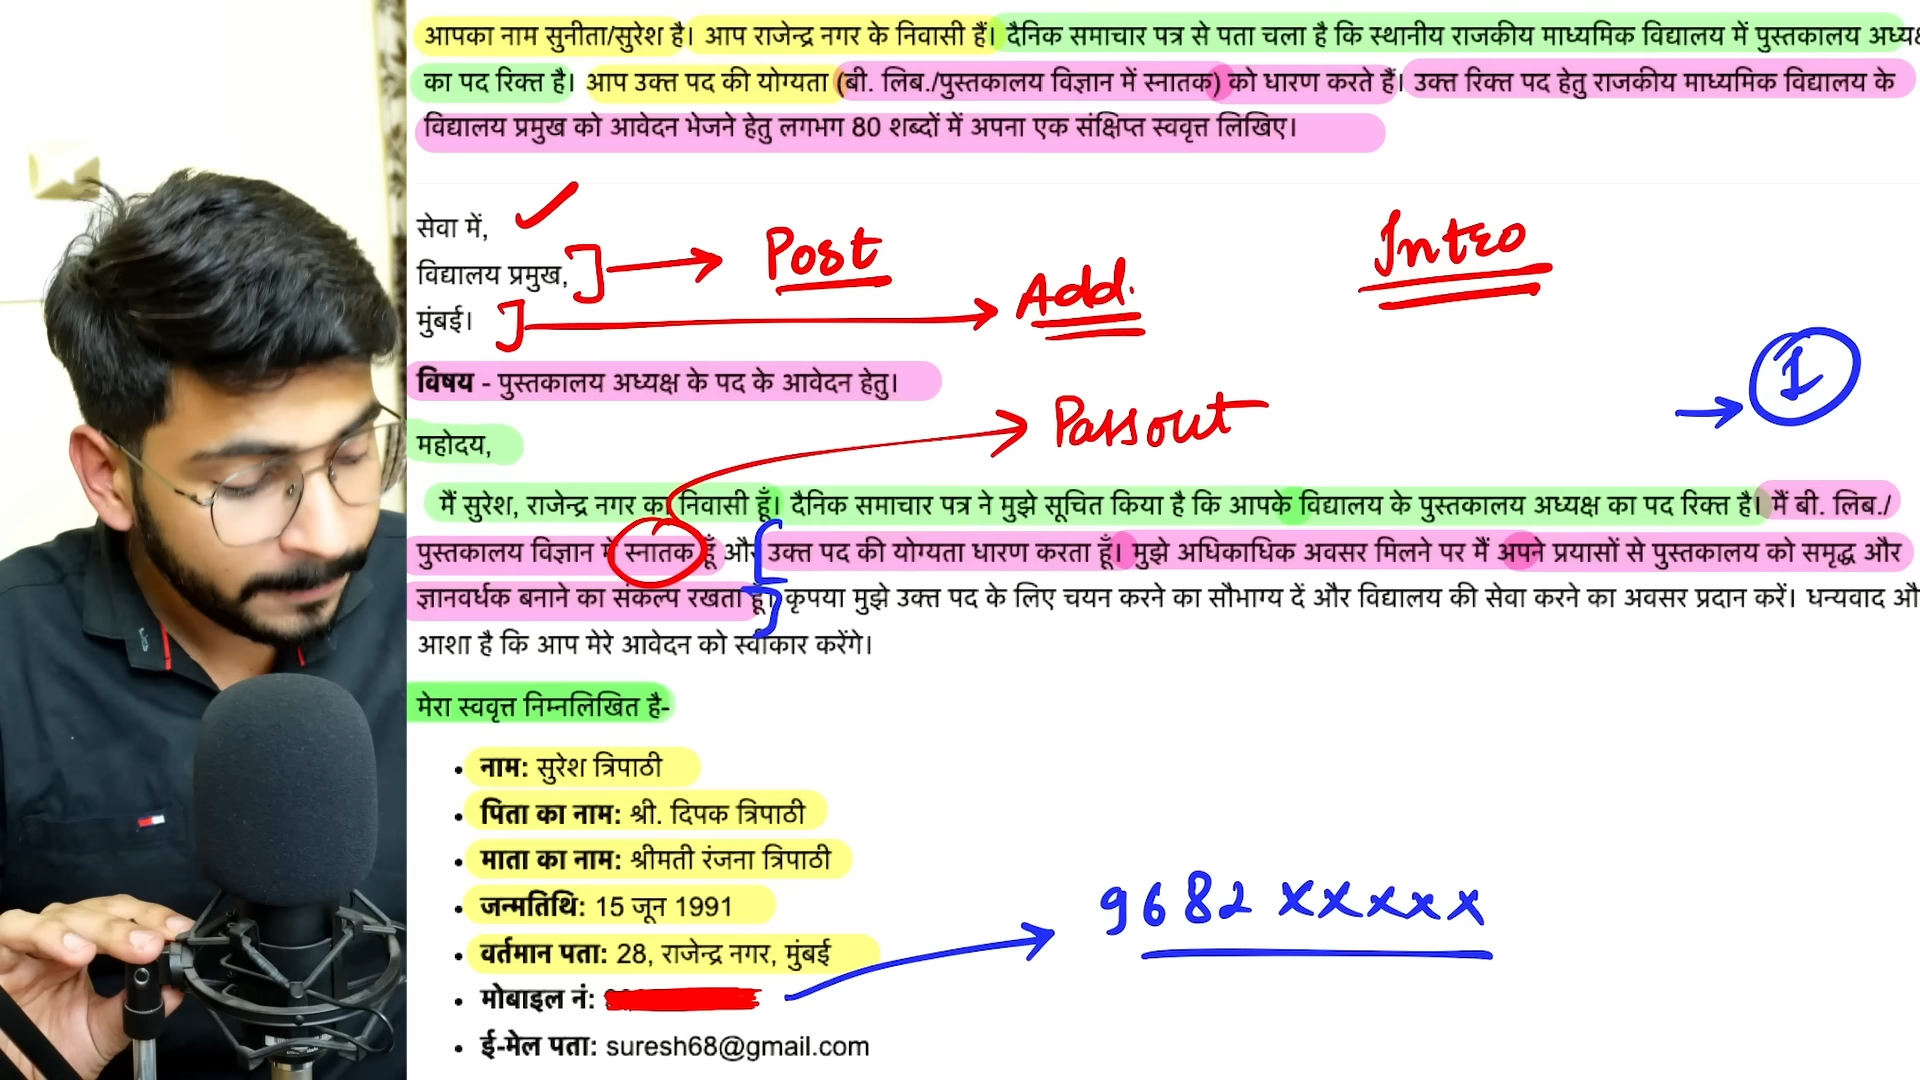 आपका नाम सुनीता/सुरेश है। आप राजेन्द्र नगर के निवासी हैं। दैनिक समाचार पत्र से पता चला है कि स्थानीय राजकीय माध्यमिक विद्यालय में पुस्तकालय
का पद रिक्त है। आप उक्त पद की योग्यता (बी. लिब./पुस्तकालय विज्ञान में स्नातक) को धारण करते हैं। उक्त रिक्त पद हेतु राजकीय माध्यमिक विद्यालय के
विद्यालय प्रमुख को आवेदन भेजने हेतु लगभग 80 शब्दों में अपना एक संक्षिप्त स्ववृत्त लिखिए।
सेवा में,
Intro
विद्यालय प्रमुख, Post
मुंबई। Add.
विषय - पुस्तकालय अध्यक्ष के पद के आवेदन हेतु।
1
Passout
महोदय,
मैं सुरेश, राजेन्द्र नगर का निवासी हूँ। दैनिक समाचार पत्र ने मुझे सूचित किया है कि आपके विद्यालय के पुस्तकालय अध्यक्ष का पद रिक्त है। मैं बी. लिब./
पुस्तकालय विज्ञान में स्नातक हूँ और उक्त पद की योग्यता धारण करता हूँ। मुझे अधिकाधिक अवसर मिलने पर मैं अपने प्रयासों से पुस्तकालय को समृद्ध और
ज्ञानवर्धक बनाने का संकल्प रखता हूँ। कृपया मुझे उक्त पद के लिए चयन करने का सौभाग्य दें और विद्यालय की सेवा करने का अवसर प्रदान करें। धन्यवाद
आशा है कि आप मेरे आवेदन को स्वीकार करेंगे।
मेरा स्ववृत्त निम्नलिखित है-
• नाम: सुरेश त्रिपाठी
• पिता का नाम: श्री. दिपक त्रिपाठी
• माता का नाम: श्रीमती रंजना त्रिपाठी
• जन्मतिथि: 15 जून 1991
9682 xxxxx
• वर्तमान पता: 28, राजेन्द्र नगर, मुंबई
• मोबाइल नं:
• ई-मेल पता: suresh68@gmail.com